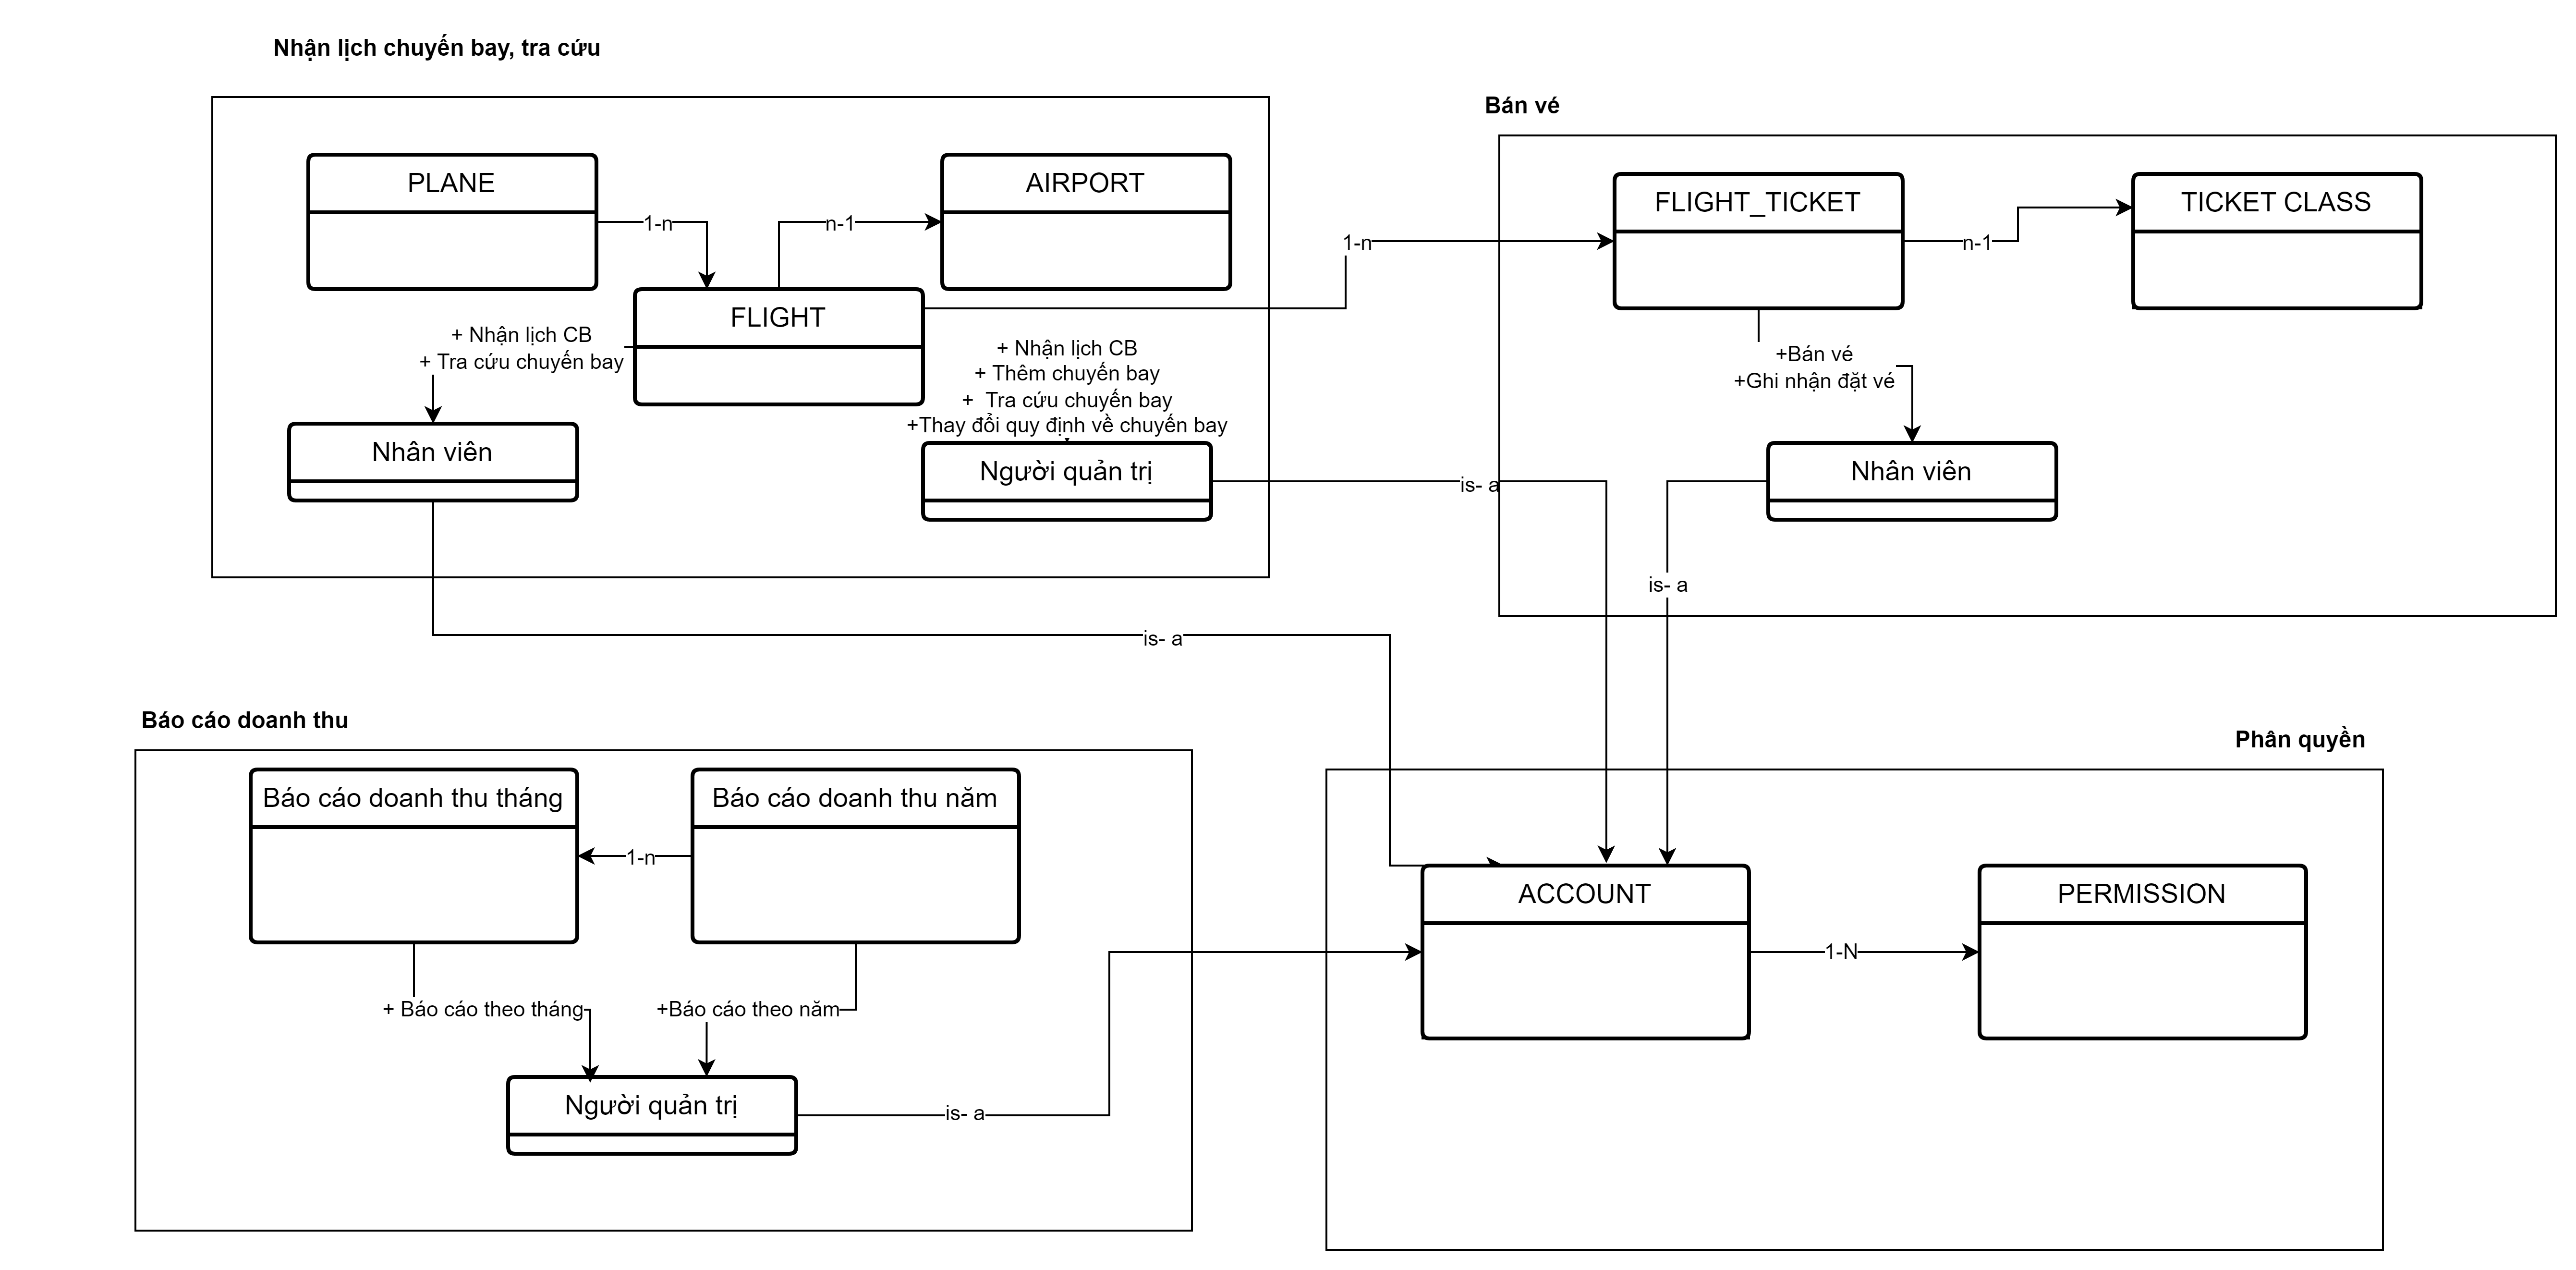 Nhận lịch chuyến bay, tra cứu
PLANE
1-n
n-1
AIRPORT
FLIGHT
+ Nhận lịch CB
+ Tra cứu chuyến bay
+ Nhận lịch CB
+ Thêm chuyến bay
+ Tra cứu chuyến bay
+Thay đổi quy định về chuyến bay
Nhân viên
Người quản trị
1-n
is- a
is- a
Bán vé
FLIGHT_TICKET
n-1
TICKET CLASS
+Bán vé
+Ghi nhận đặt vé
Nhân viên
is- a
Báo cáo doanh thu
Báo cáo doanh thu tháng
1-n
Báo cáo doanh thu năm
+ Báo cáo theo tháng
+Báo cáo theo năm
Người quản trị
is- a
Phân quyền
ACCOUNT
1-N
PERMISSION